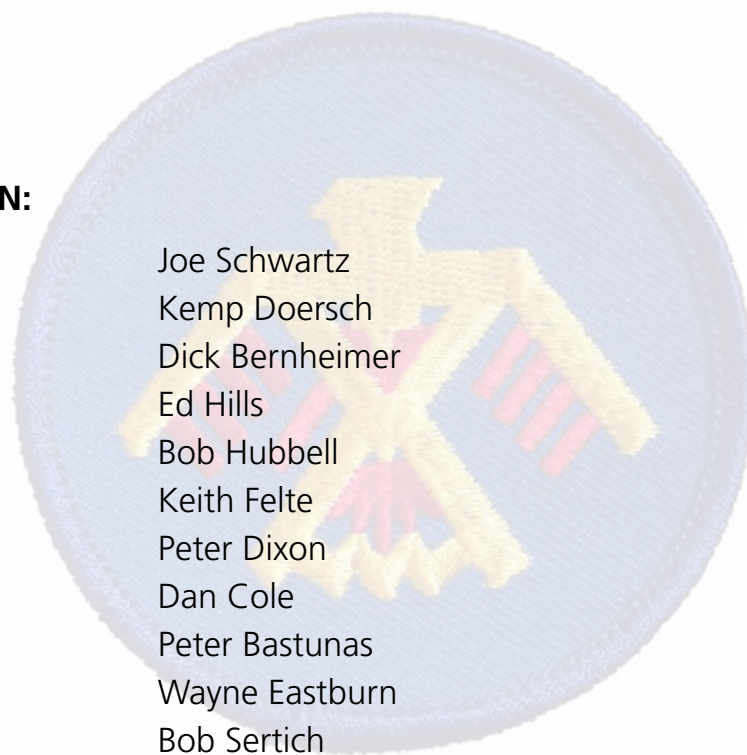 N:
Joe Schwartz
Kemp Doersch
Dick Bernheimer
Ed Hills
Bob Hubbell
Keith Felte
Peter Dixon
Dan Cole
Peter Bastunas
Wayne Eastburn
Bob Sertich